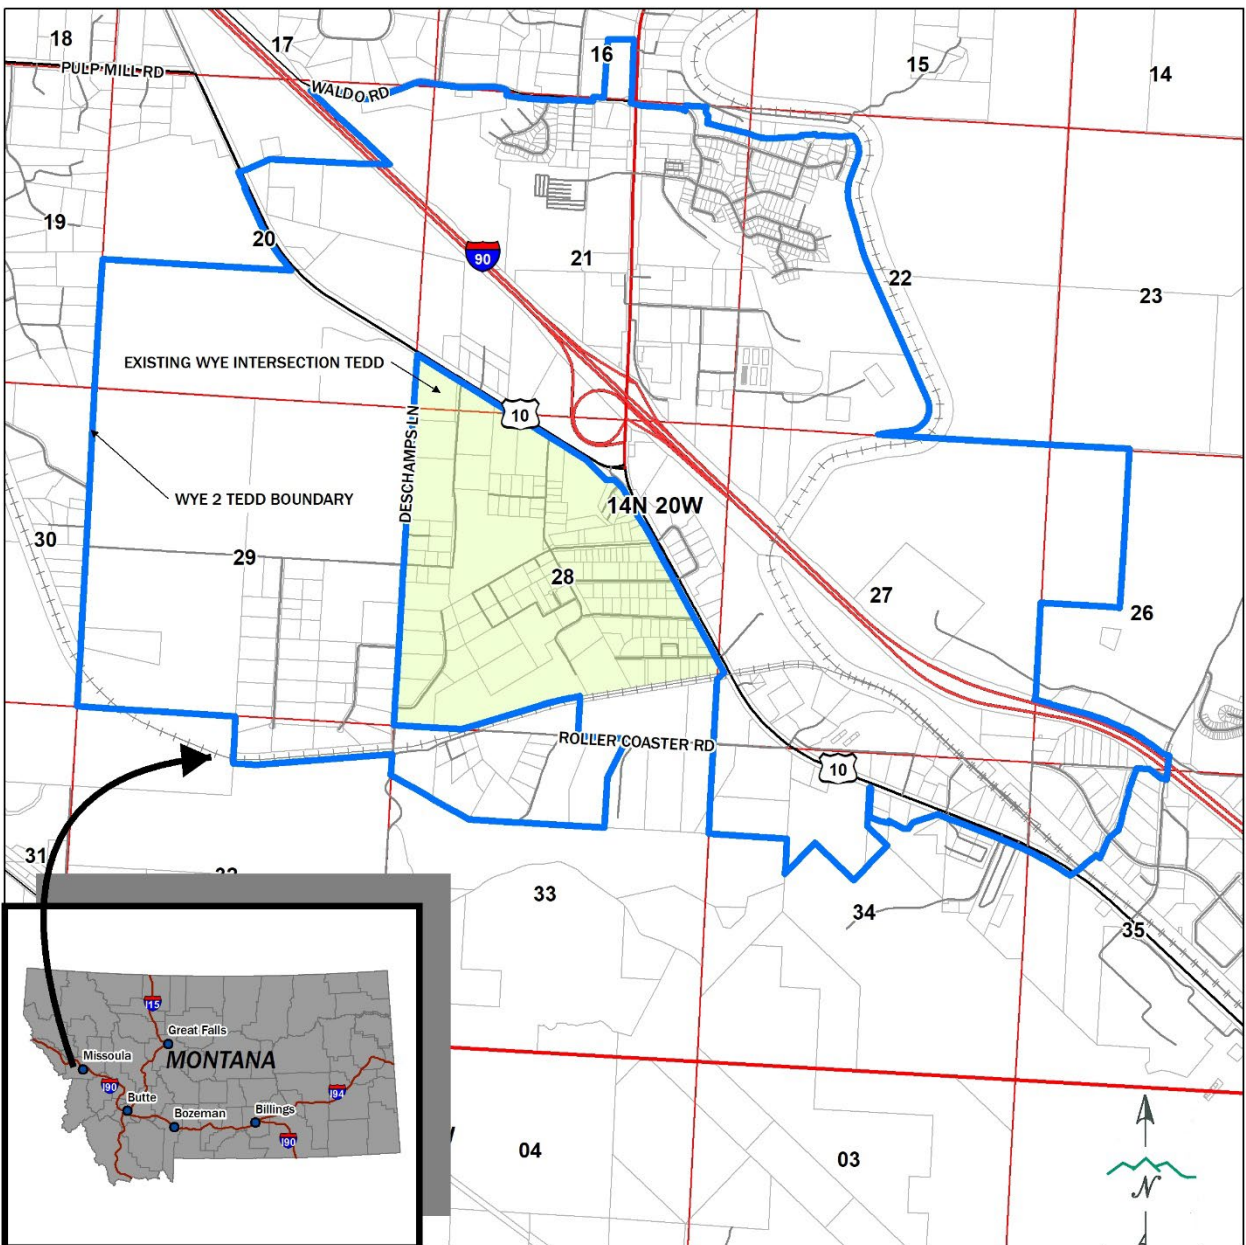 18
17
16
15
14
PULP MILL RD
WALDO RD
19
20
21
22
23
90
EXISTING WYE INTERSECTION TEDD
10
DESCHAMPS LN
WYE 2 TEDD BOUNDARY
14N 20W
30
29
28
27
26
ROLLER COASTER RD
10
31
32
33
34
35
I15
Great Falls
MONTANA
Missoula
I90
I94
Butte
Bozeman
Billings
I90
04
03
N